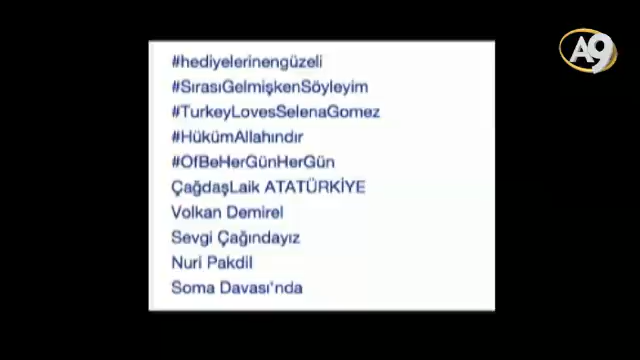 A9
#hediyelerinengüzeli
#SırasıGelmişkenSöyleyim
#TurkeyLovesSelenaGomez
#HükümAllahındır
#OfBeHerGünHerGün
ÇağdaşLaik ATATÜRKİYE
Volkan Demirel
Sevgi Çağındayız
Nuri Pakdil
Soma Davası'nda